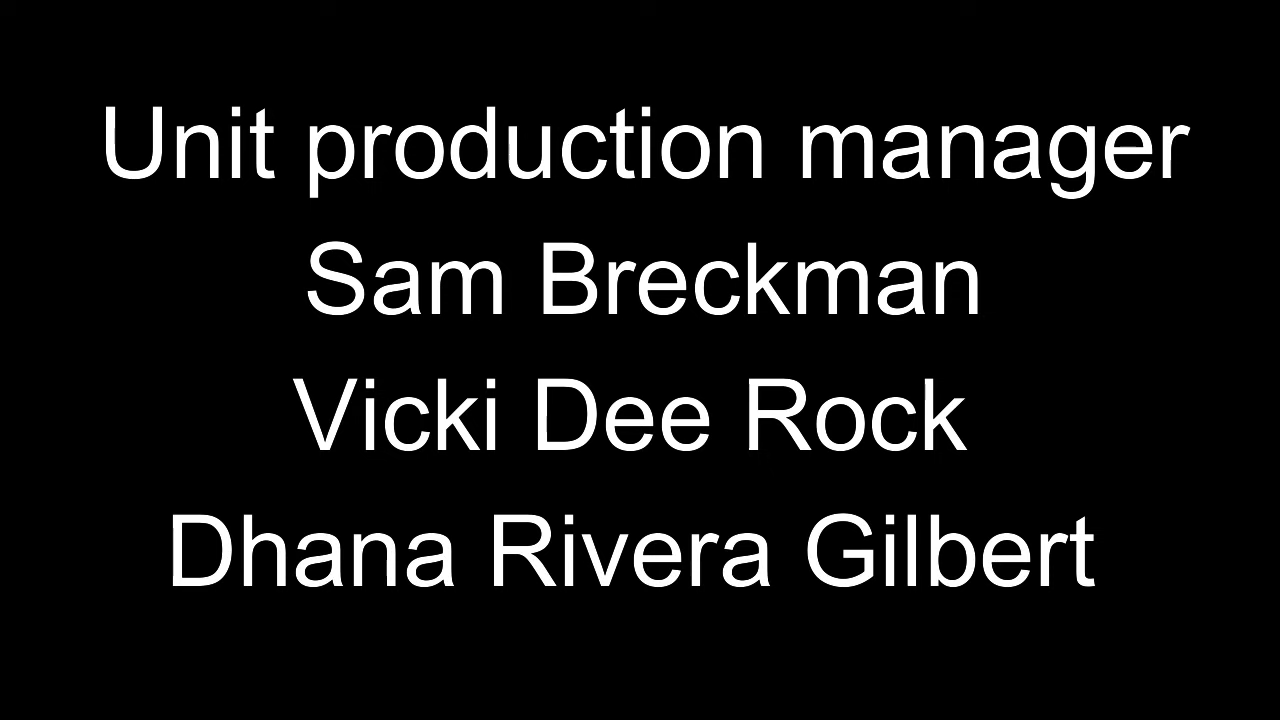 Unit production manager
Sam Breckman
Vicki Dee Rock
Dhana Rivera Gilbert